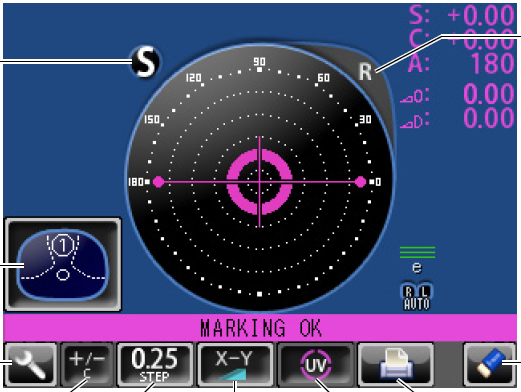 S: +0.00
C: +0.00
A: 180
⊿O: 0.00
⊿D: 0.00
S
R
90
120
60
150
30
180
0
1
e
R L
AUTO
MARKING OK
+/-
C
0.25
STEP
X-Y
UV